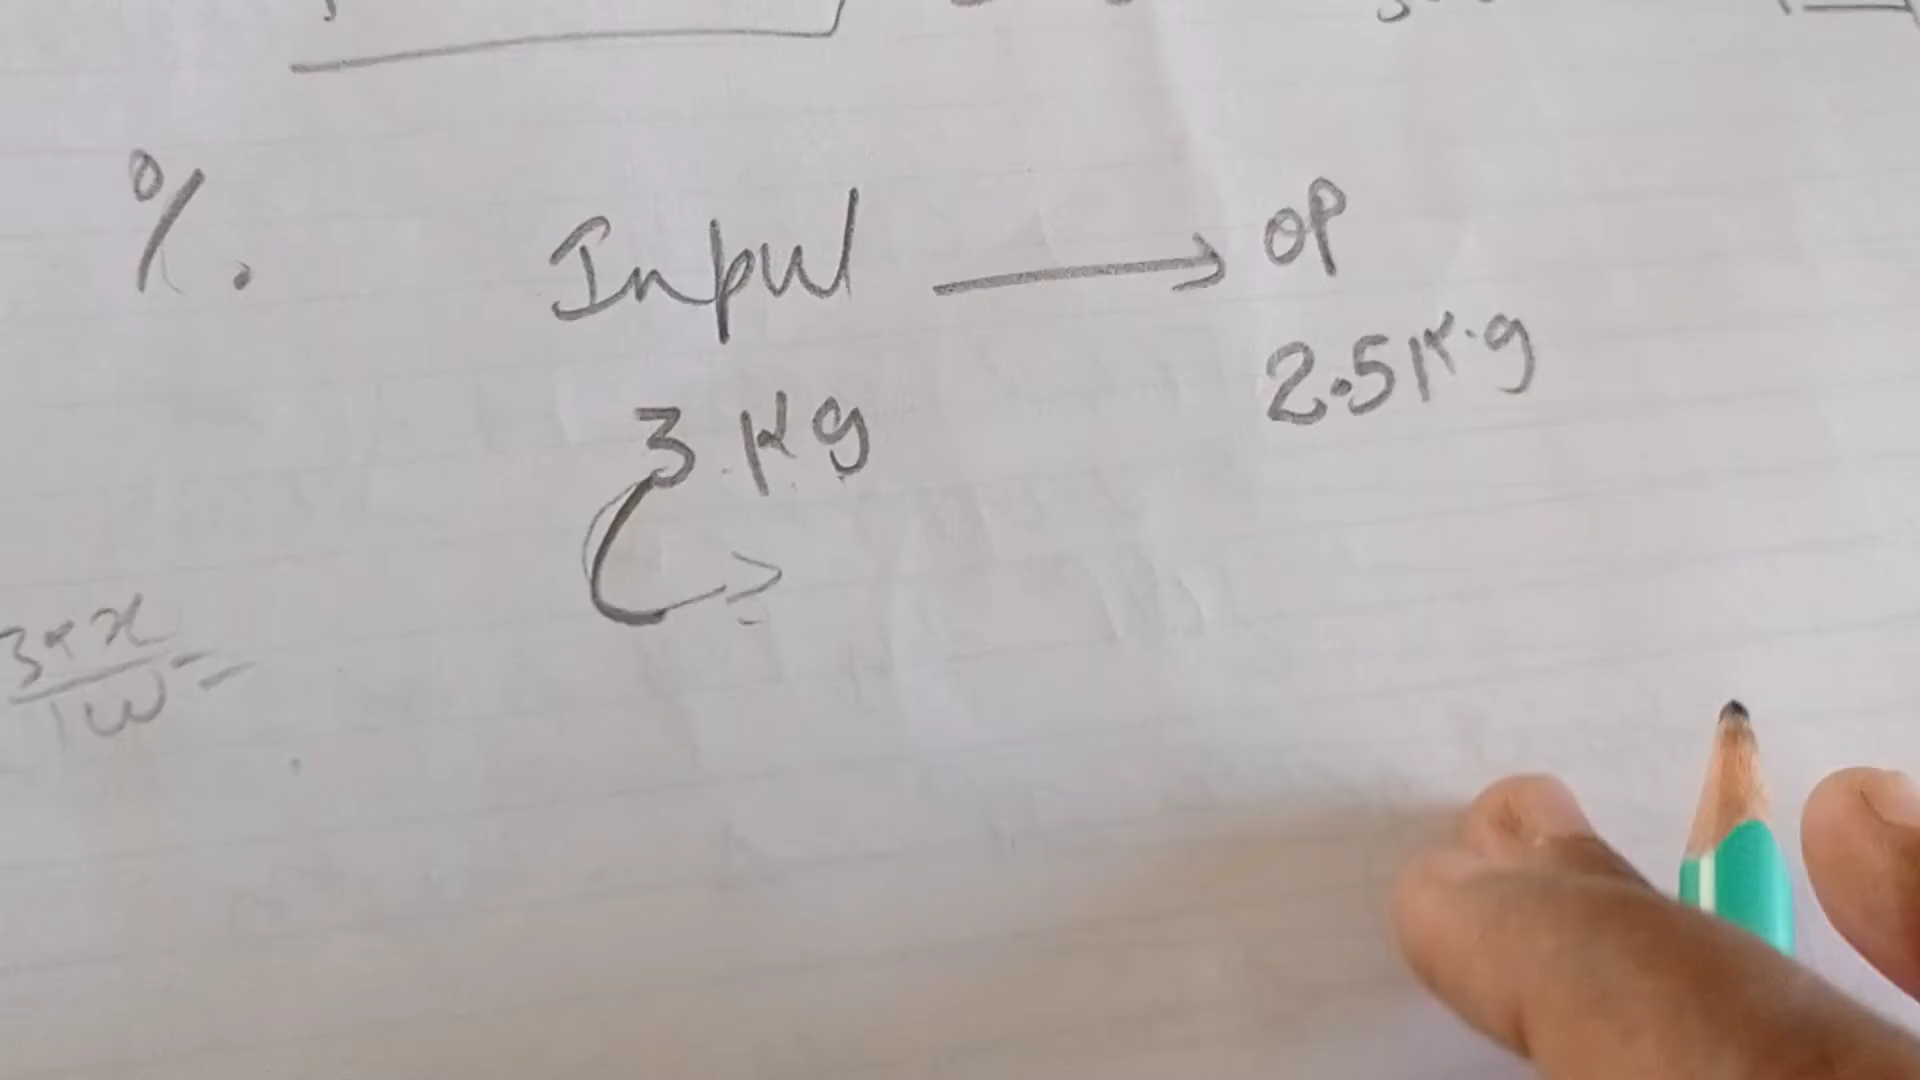 %.
Input → OP
3 Kg 2.5 Kg
3*x
100 =